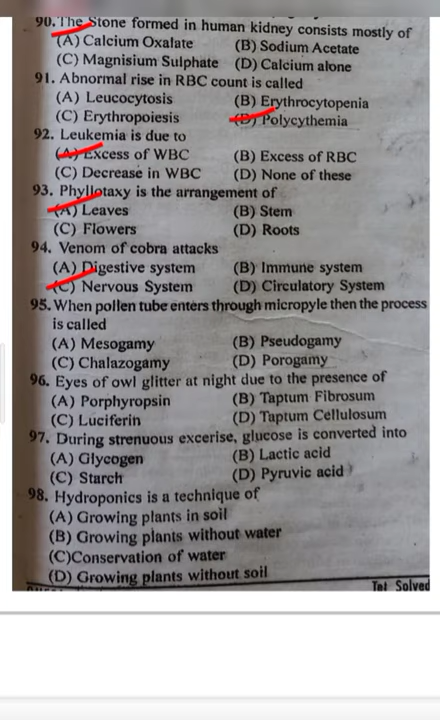 90. The Stone formed in human kidney consists mostly of
(A) Calcium Oxalate (B) Sodium Acetate
(C) Magnisium Sulphate (D) Calcium alone
91. Abnormal rise in RBC count is called
(A) Leucocytosis (B) Erythrocytopenia
(C) Erythropoiesis (D) Polycythemia
92. Leukemia is due to
(A) Excess of WBC (B) Excess of RBC
(C) Decrease in WBC (D) None of these
93. Phyllotaxy is the arrangement of
(A) Leaves (B) Stem
(C) Flowers (D) Roots
94. Venom of cobra attacks
(A) Digestive system (B) Immune system
(C) Nervous System (D) Circulatory System
95. When pollen tube enters through micropyle then the process
is called
(A) Mesogamy (B) Pseudogamy
(C) Chalazogamy (D) Porogamy
96. Eyes of owl glitter at night due to the presence of
(A) Porphyropsin (B) Taptum Fibrosum
(C) Luciferin (D) Taptum Cellulosum
97. During strenuous excerise, glucose is converted into
(A) Glycogen (B) Lactic acid
(C) Starch (D) Pyruvic acid
98. Hydroponics is a technique of
(A) Growing plants in soil
(B) Growing plants without water
(C)Conservation of water
(D) Growing plants without soil
Tet Solved